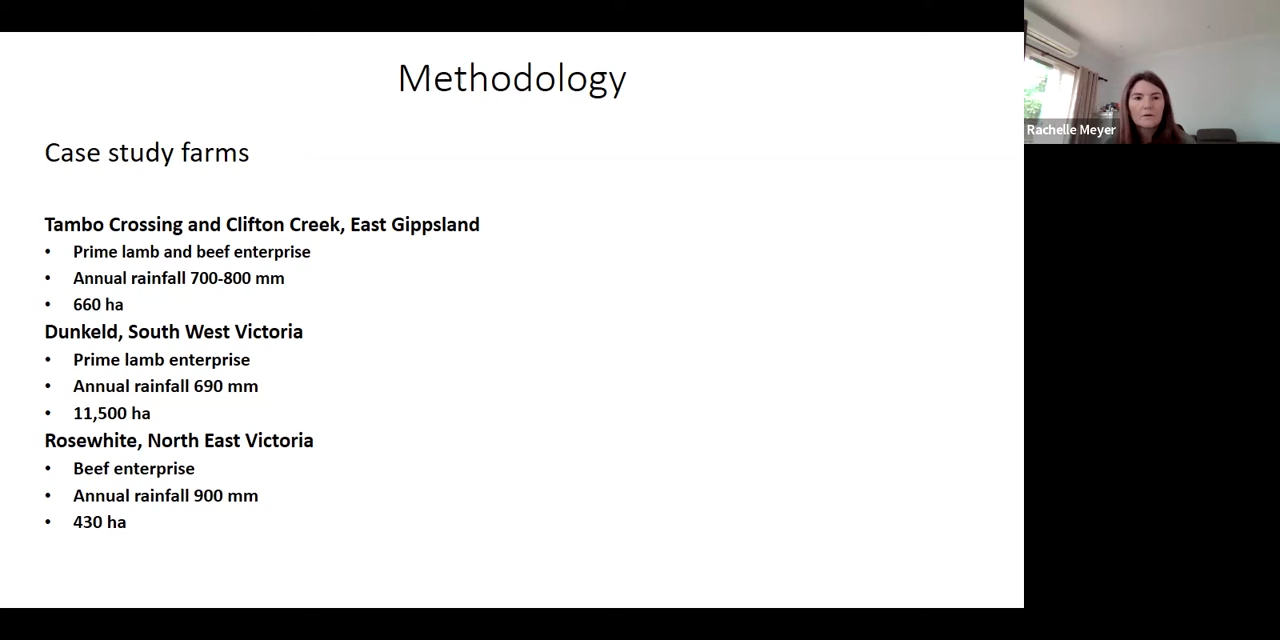 Methodology
Case study farms
Tambo Crossing and Clifton Creek, East Gippsland
• Prime lamb and beef enterprise
• Annual rainfall 700-800 mm
• 660 ha
Dunkeld, South West Victoria
• Prime lamb enterprise
• Annual rainfall 690 mm
• 11,500 ha
Rosewhite, North East Victoria
• Beef enterprise
• Annual rainfall 900 mm
• 430 ha
Rachelle Meyer